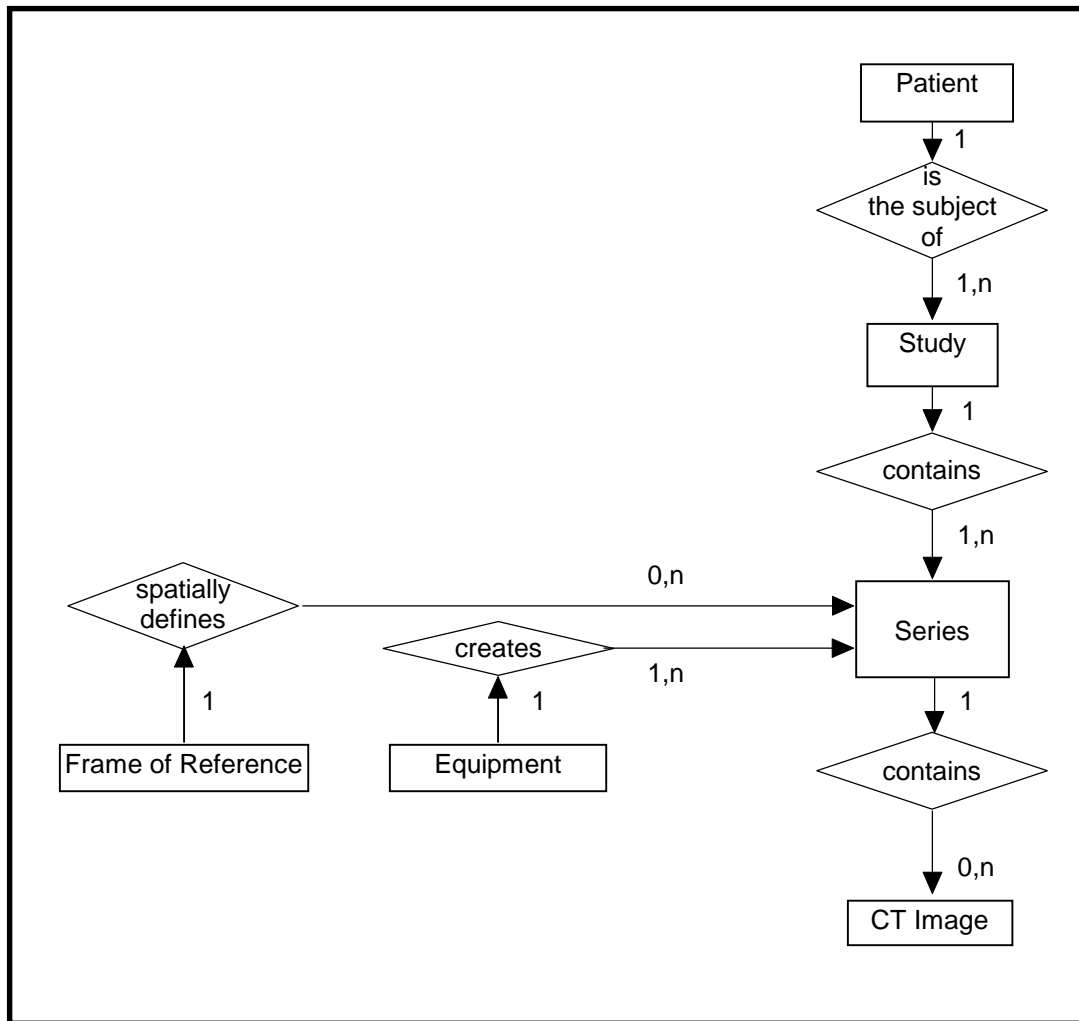 Patient
1
is
the subject
of
1,n
Study
1
contains
1,n
spatially
defines
0,n
Series
creates
1,n
1
1
1
Frame of Reference
Equipment
contains
0,n
CT Image